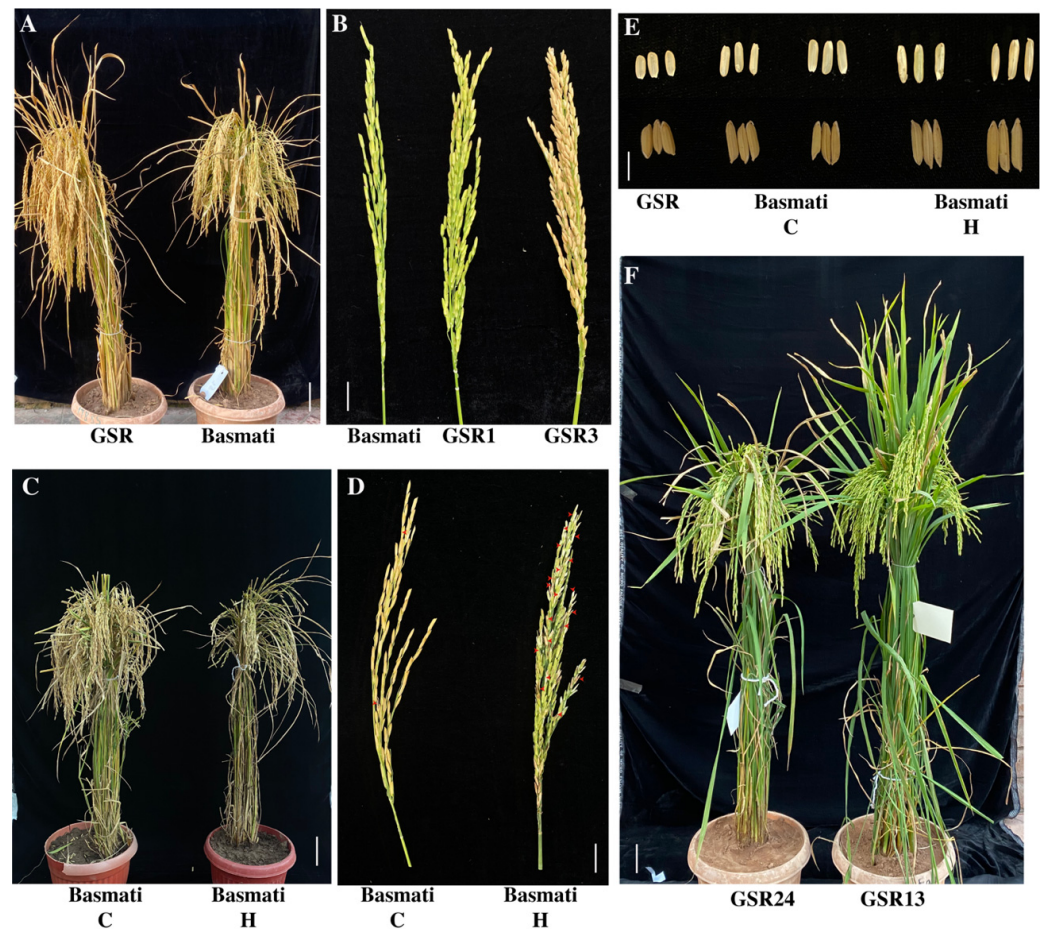 A
B
E
GSR
Basmati
C
Basmati
H
F
GSR
Basmati
Basmati
GSR1
GSR3
C
D
Basmati
C
Basmati
H
Basmati
C
Basmati
H
GSR24
GSR13